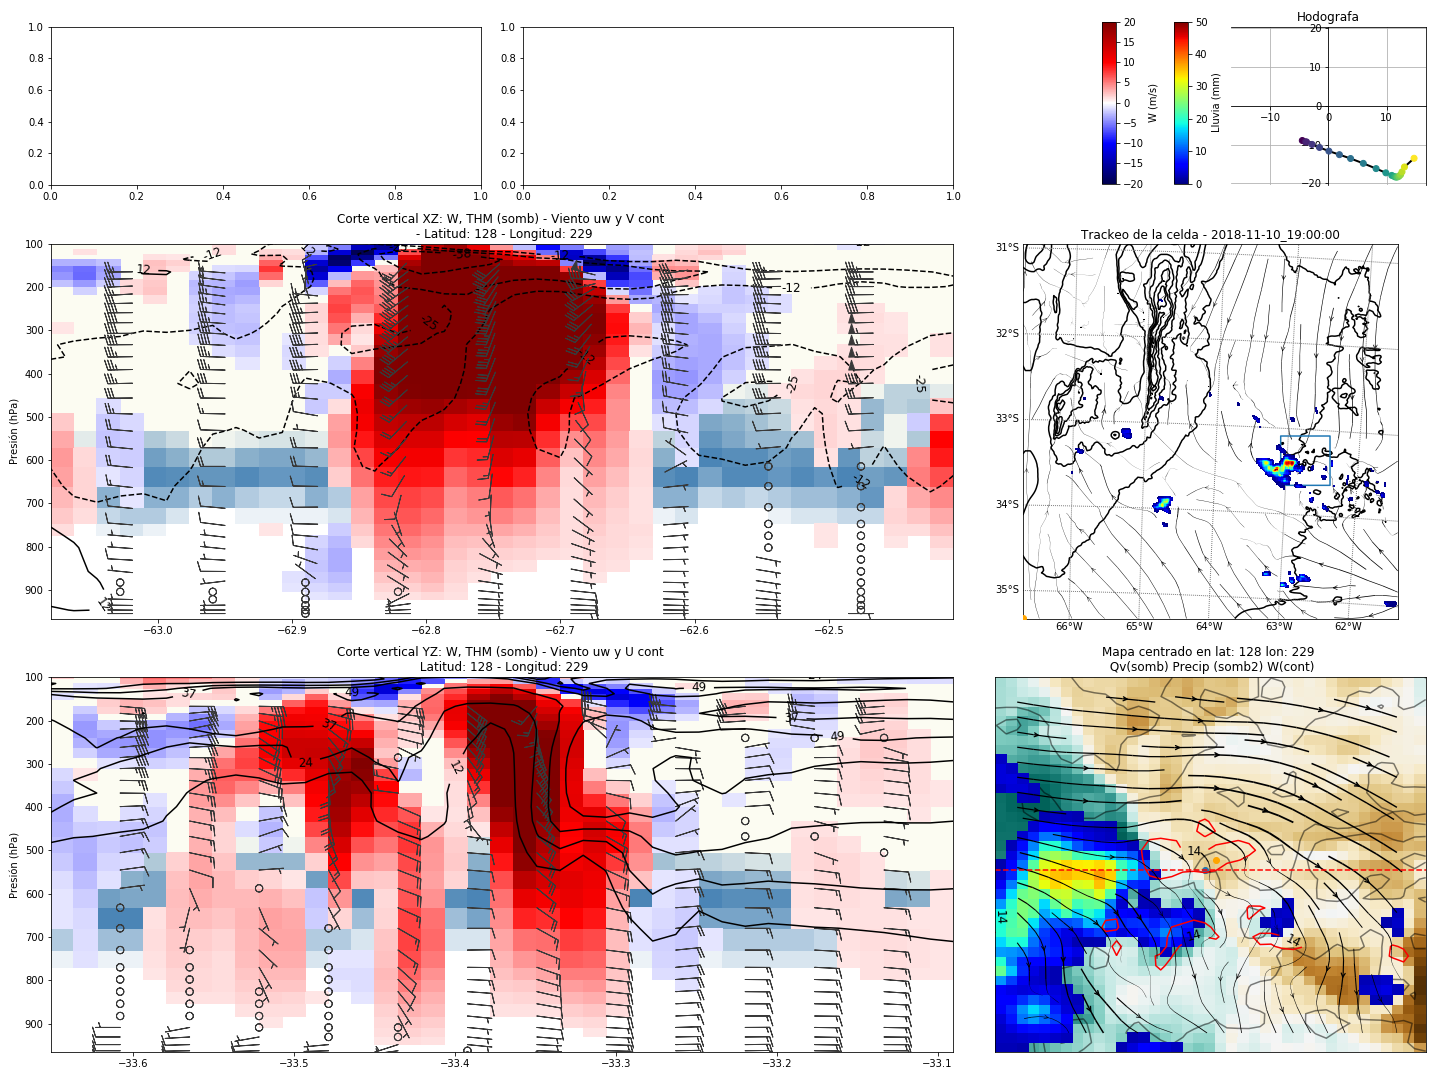 1.0
0.8
0.6
0.4
0.2
0.0
0.0 0.2 0.4 0.6 0.8 1.0
1.0
0.8
0.6
0.4
0.2
0.0
0.0 0.2 0.4 0.6 0.8 1.0
20
15
10
5
0
−5
−10
−15
−20
W (m/s)
50
40
30
20
10
0
Lluvia (mm)
Hodografa
20
10
0
−10
−20
−10 0 10
Corte vertical XZ: W, THM (somb) - Viento uw y V cont
- Latitud: 128 - Longitud: 229
Presión (hPa)
100
200
300
400
500
600
700
800
900
−63.0 −62.9 −62.8 −62.7 −62.6 −62.5
12
-12
-12
-25
-25
-25
-12
Trackeo de la celda - 2018-11-10_19:00:00
31°S
32°S
33°S
34°S
35°S
66°W 65°W 64°W 63°W 62°W
Corte vertical YZ: W, THM (somb) - Viento uw y U cont
Latitud: 128 - Longitud: 229
Presión (hPa)
100
200
300
400
500
600
700
800
900
−33.6 −33.5 −33.4 −33.3 −33.2 −33.1
37
49
49
37
49
24
12
Mapa centrado en lat: 128 lon: 229
Qv(somb) Precip (somb2) W(cont)
14
14
14
14